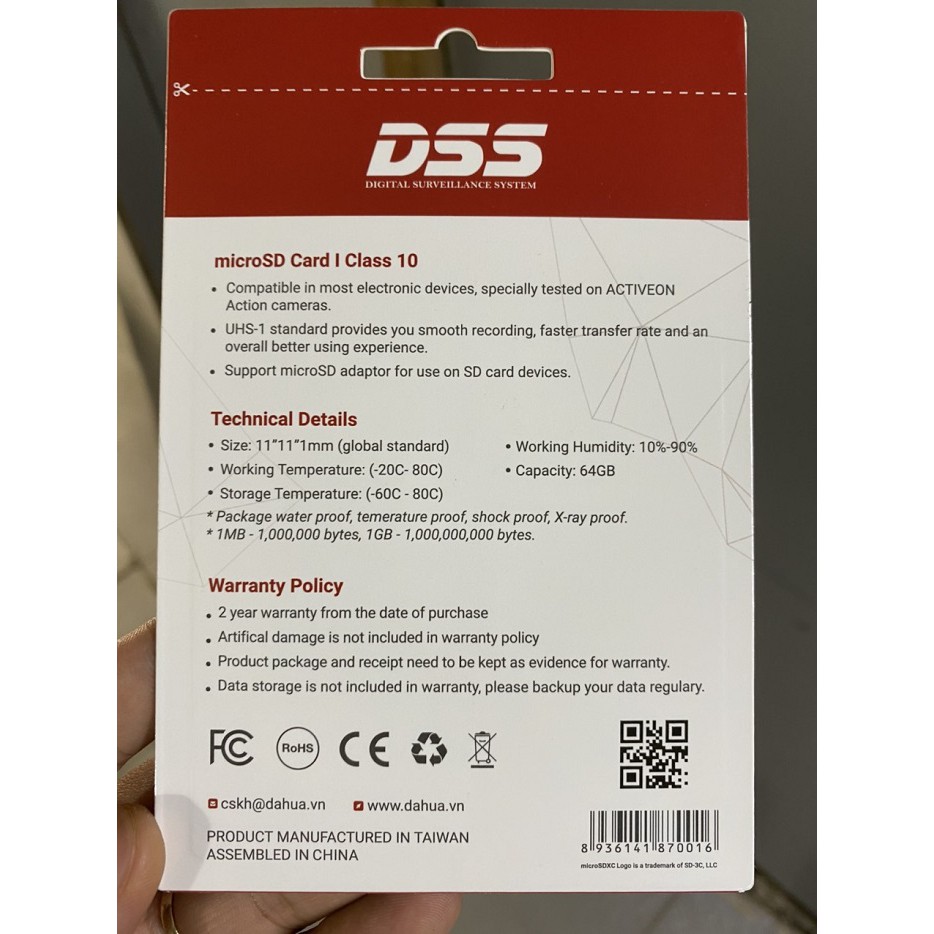 DSS
DIGITAL SURVEILLANCE SYSTEM
microSD Card I Class 10
• Compatible in most electronic devices, specially tested on ACTIVEON
Action cameras.
• UHS-1 standard provides you smooth recording, faster transfer rate and an
overall better using experience.
• Support microSD adaptor for use on SD card devices.
Technical Details
• Size: 11”11”1mm (global standard)
• Working Temperature: (-20C- 80C)
• Storage Temperature: (-60C - 80C)
• Working Humidity: 10%-90%
• Capacity: 64GB
* Package water proof, temerature proof, shock proof, X-ray proof.
* 1MB - 1,000,000 bytes, 1GB - 1,000,000,000 bytes.
Warranty Policy
• 2 year warranty from the date of purchase
• Artifical damage is not included in warranty policy
• Product package and receipt need to be kept as evidence for warranty.
• Data storage is not included in warranty, please backup your data regulary.
FC RoHS CE
cskh@dahua.vn www.dahua.vn
PRODUCT MANUFACTURED IN TAIWAN
ASSEMBLED IN CHINA
8 936141 870016
microSDXC Logo is a trademark of SD-3C, LLC